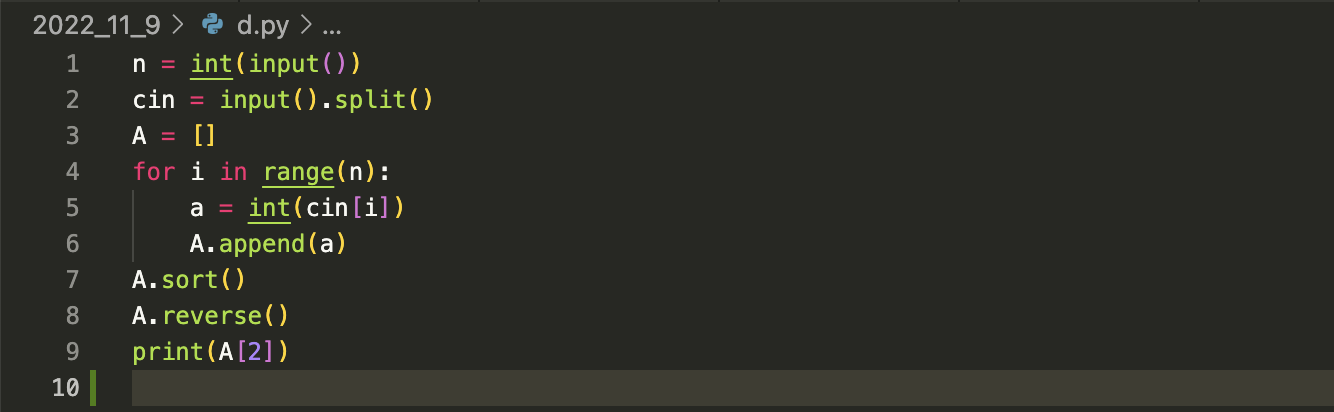 2022_11_9 > d.py > ...
1 n = int(input())
2 cin = input().split()
3 A = []
4 for i in range(n):
5     a = int(cin[i])
6     A.append(a)
7 A.sort()
8 A.reverse()
9 print(A[2])
10